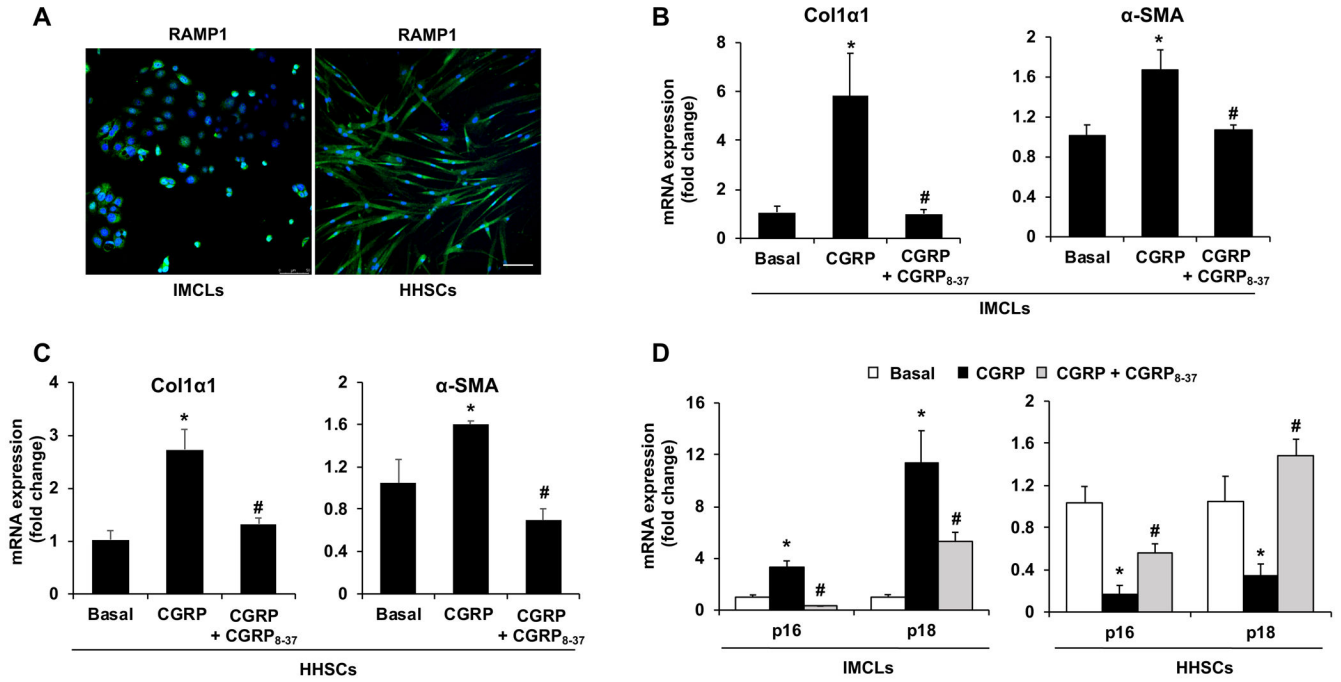 A
RAMP1
RAMP1
IMCLs
HHSCs
B
Col1α1
α-SMA
mRNA expression
(fold change)
8
6
4
2
0
Basal
CGRP
CGRP
+ CGRP8-37
*
#
2
1.6
1.2
0.8
0.4
0
Basal
CGRP
CGRP
+ CGRP8-37
*
#
IMCLs
C
Col1α1
α-SMA
mRNA expression
(fold change)
4
3
2
1
0
Basal
CGRP
CGRP
+ CGRP8-37
*
#
2
1.6
1.2
0.8
0.4
0
Basal
CGRP
CGRP
+ CGRP8-37
*
#
HHSCs
D
Basal CGRP CGRP + CGRP8-37
mRNA expression
(fold change)
16
12
8
4
0
*
#
*
#
p16
p18
IMCLs
2
1.6
1.2
0.8
0.4
0
*
#
*
#
p16
p18
HHSCs